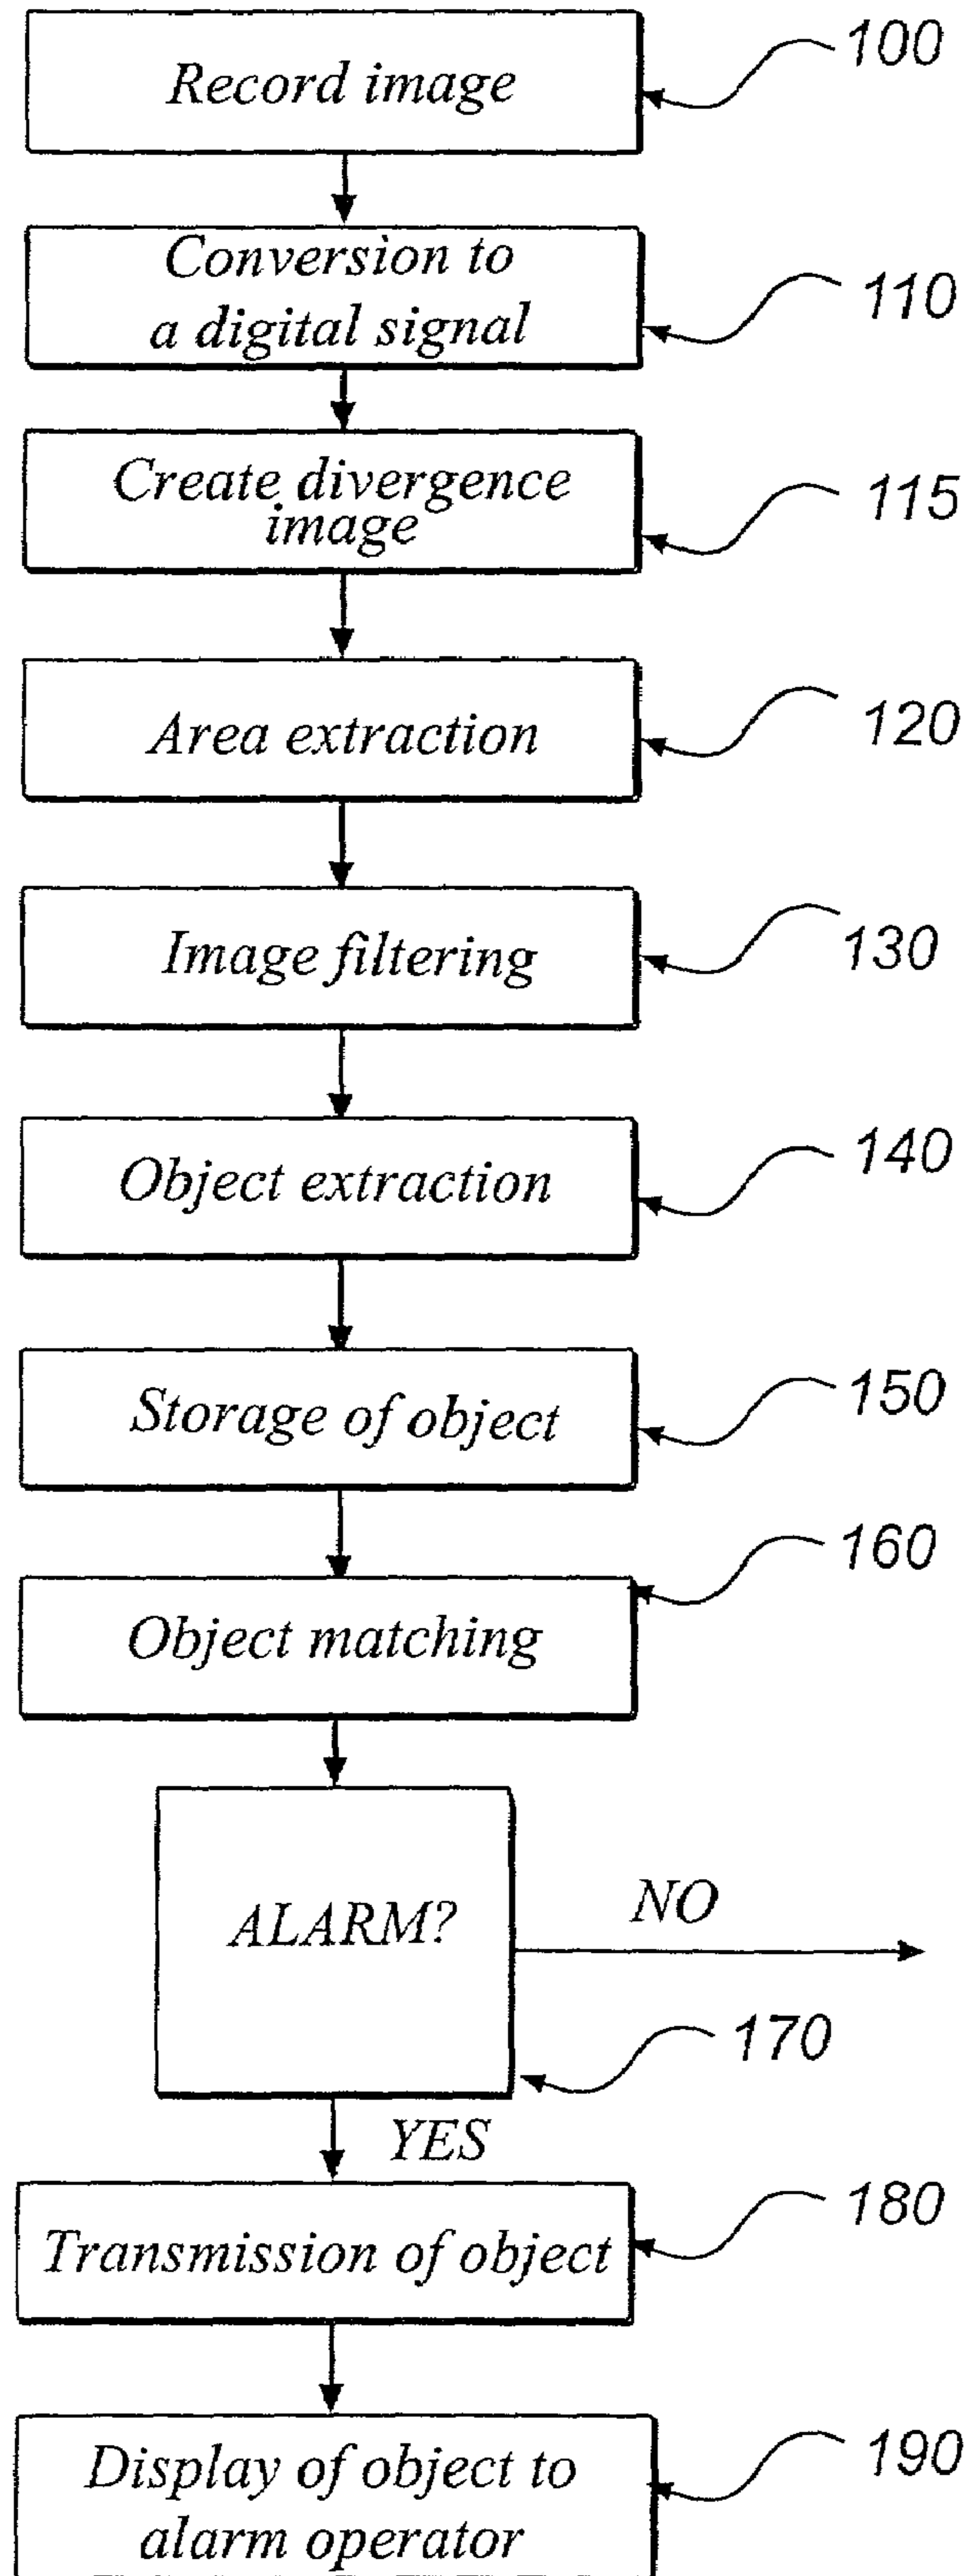 Record image
100
Conversion to
a digital signal
110
Create divergence
image
115
Area extraction
120
Image filtering
130
Object extraction
140
Storage of object
150
Object matching
160
ALARM?
NO
170
YES
Transmission of object
180
Display of object to
alarm operator
190